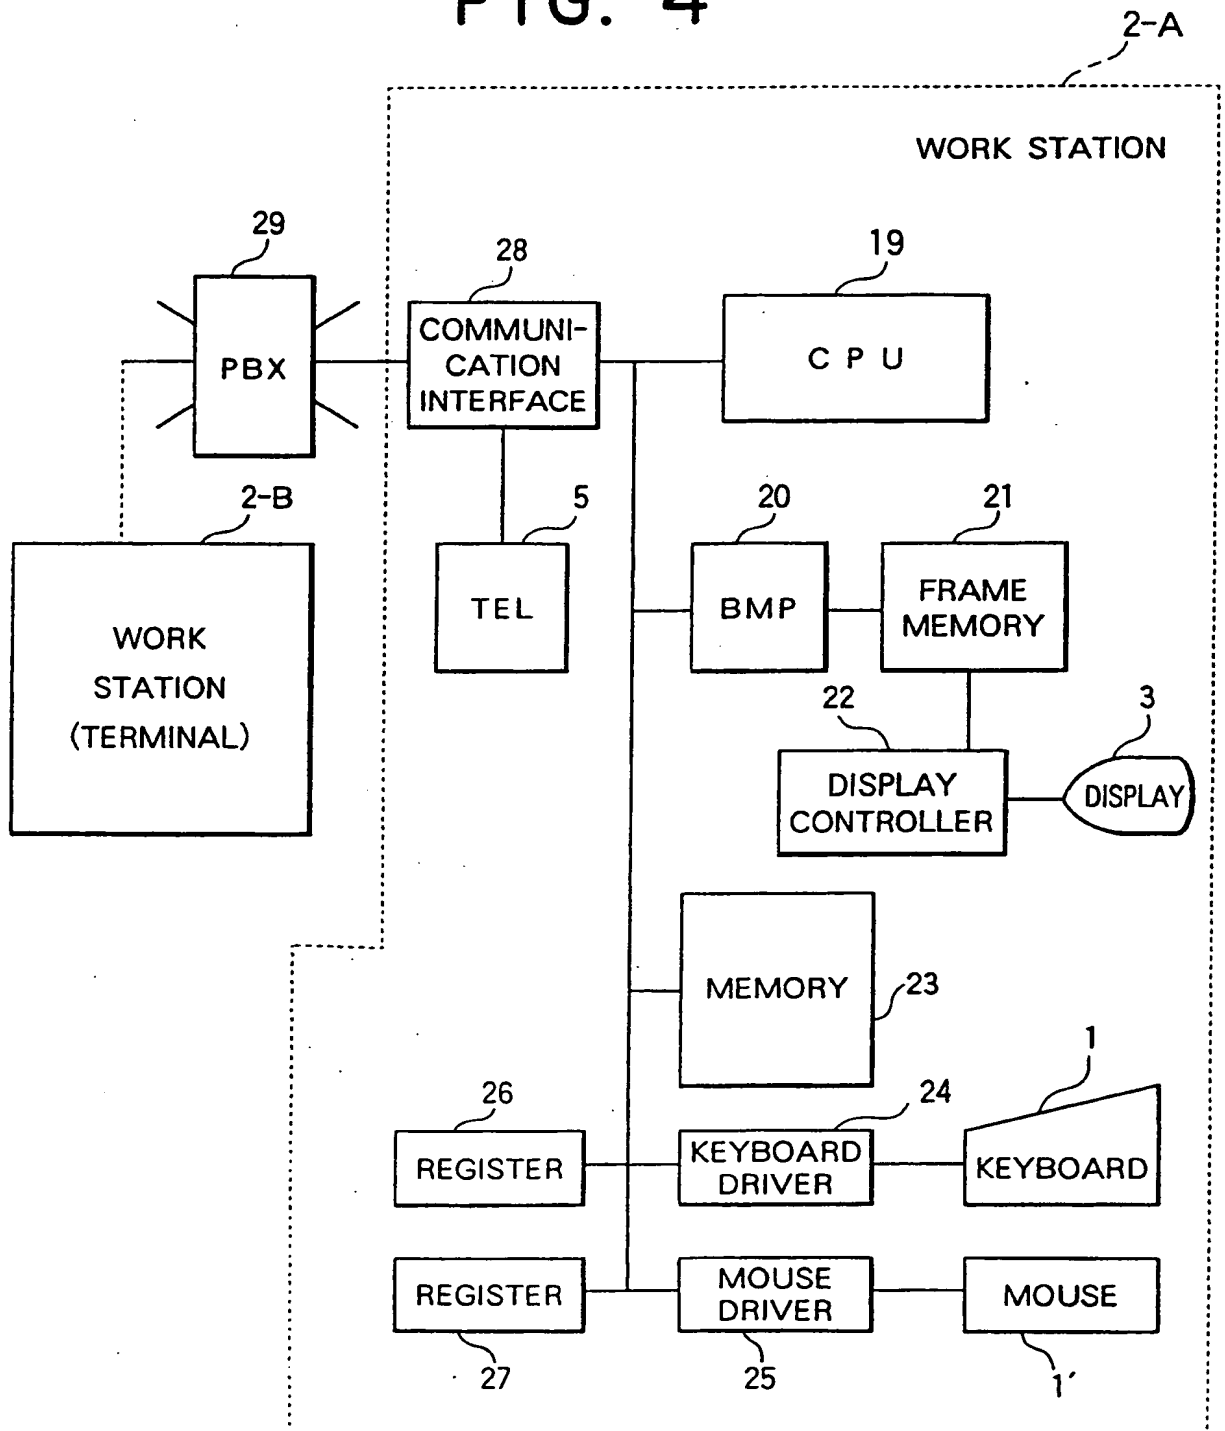 FIG. 4
2-A
WORK STATION
29
28
19
PBX
COMMUNI-
CATION
INTERFACE
C P U
2-B
5
20
21
WORK
STATION
(TERMINAL)
TEL
BMP
FRAME
MEMORY
22
3
DISPLAY
CONTROLLER
DISPLAY
MEMORY
23
1
26
24
REGISTER
KEYBOARD
DRIVER
KEYBOARD
REGISTER
MOUSE
DRIVER
MOUSE
27
25
1′